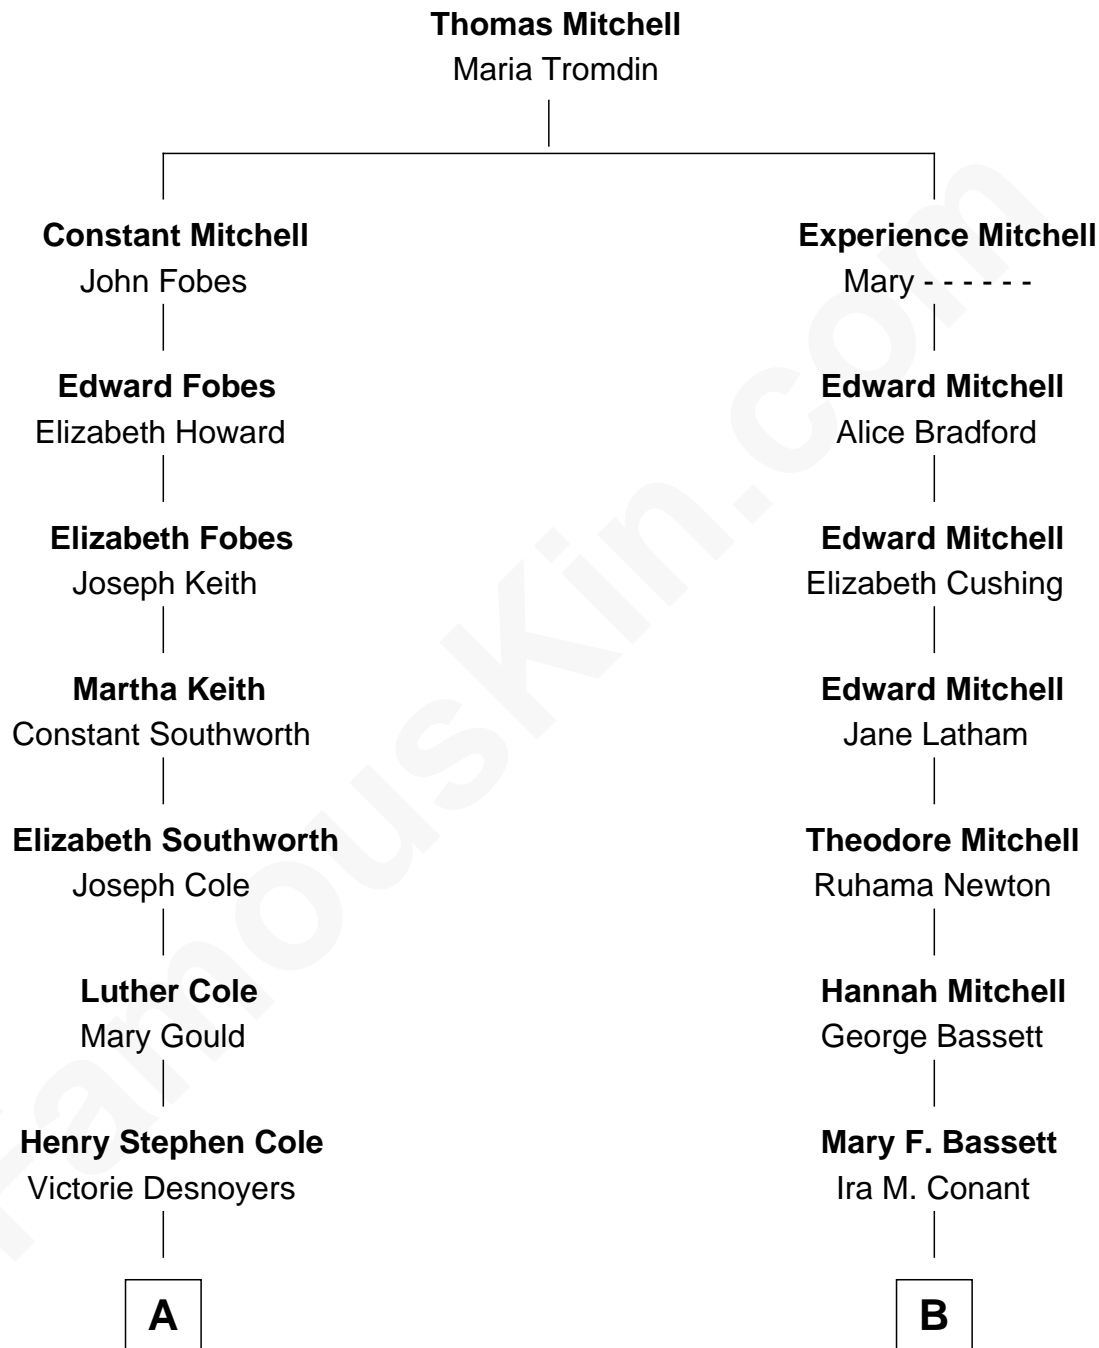 Thomas Mitchell
Maria Tromdin
Constant Mitchell
John Fobes
Experience Mitchell
Mary - - - - - -
Edward Fobes
Elizabeth Howard
Edward Mitchell
Alice Bradford
Elizabeth Fobes
Joseph Keith
Edward Mitchell
Elizabeth Cushing
Martha Keith
Constant Southworth
Edward Mitchell
Jane Latham
Elizabeth Southworth
Joseph Cole
Theodore Mitchell
Ruhama Newton
Luther Cole
Mary Gould
Hannah Mitchell
George Bassett
Henry Stephen Cole
Victorie Desnoyers
Mary F. Bassett
Ira M. Conant
A
B
FamousKin.com